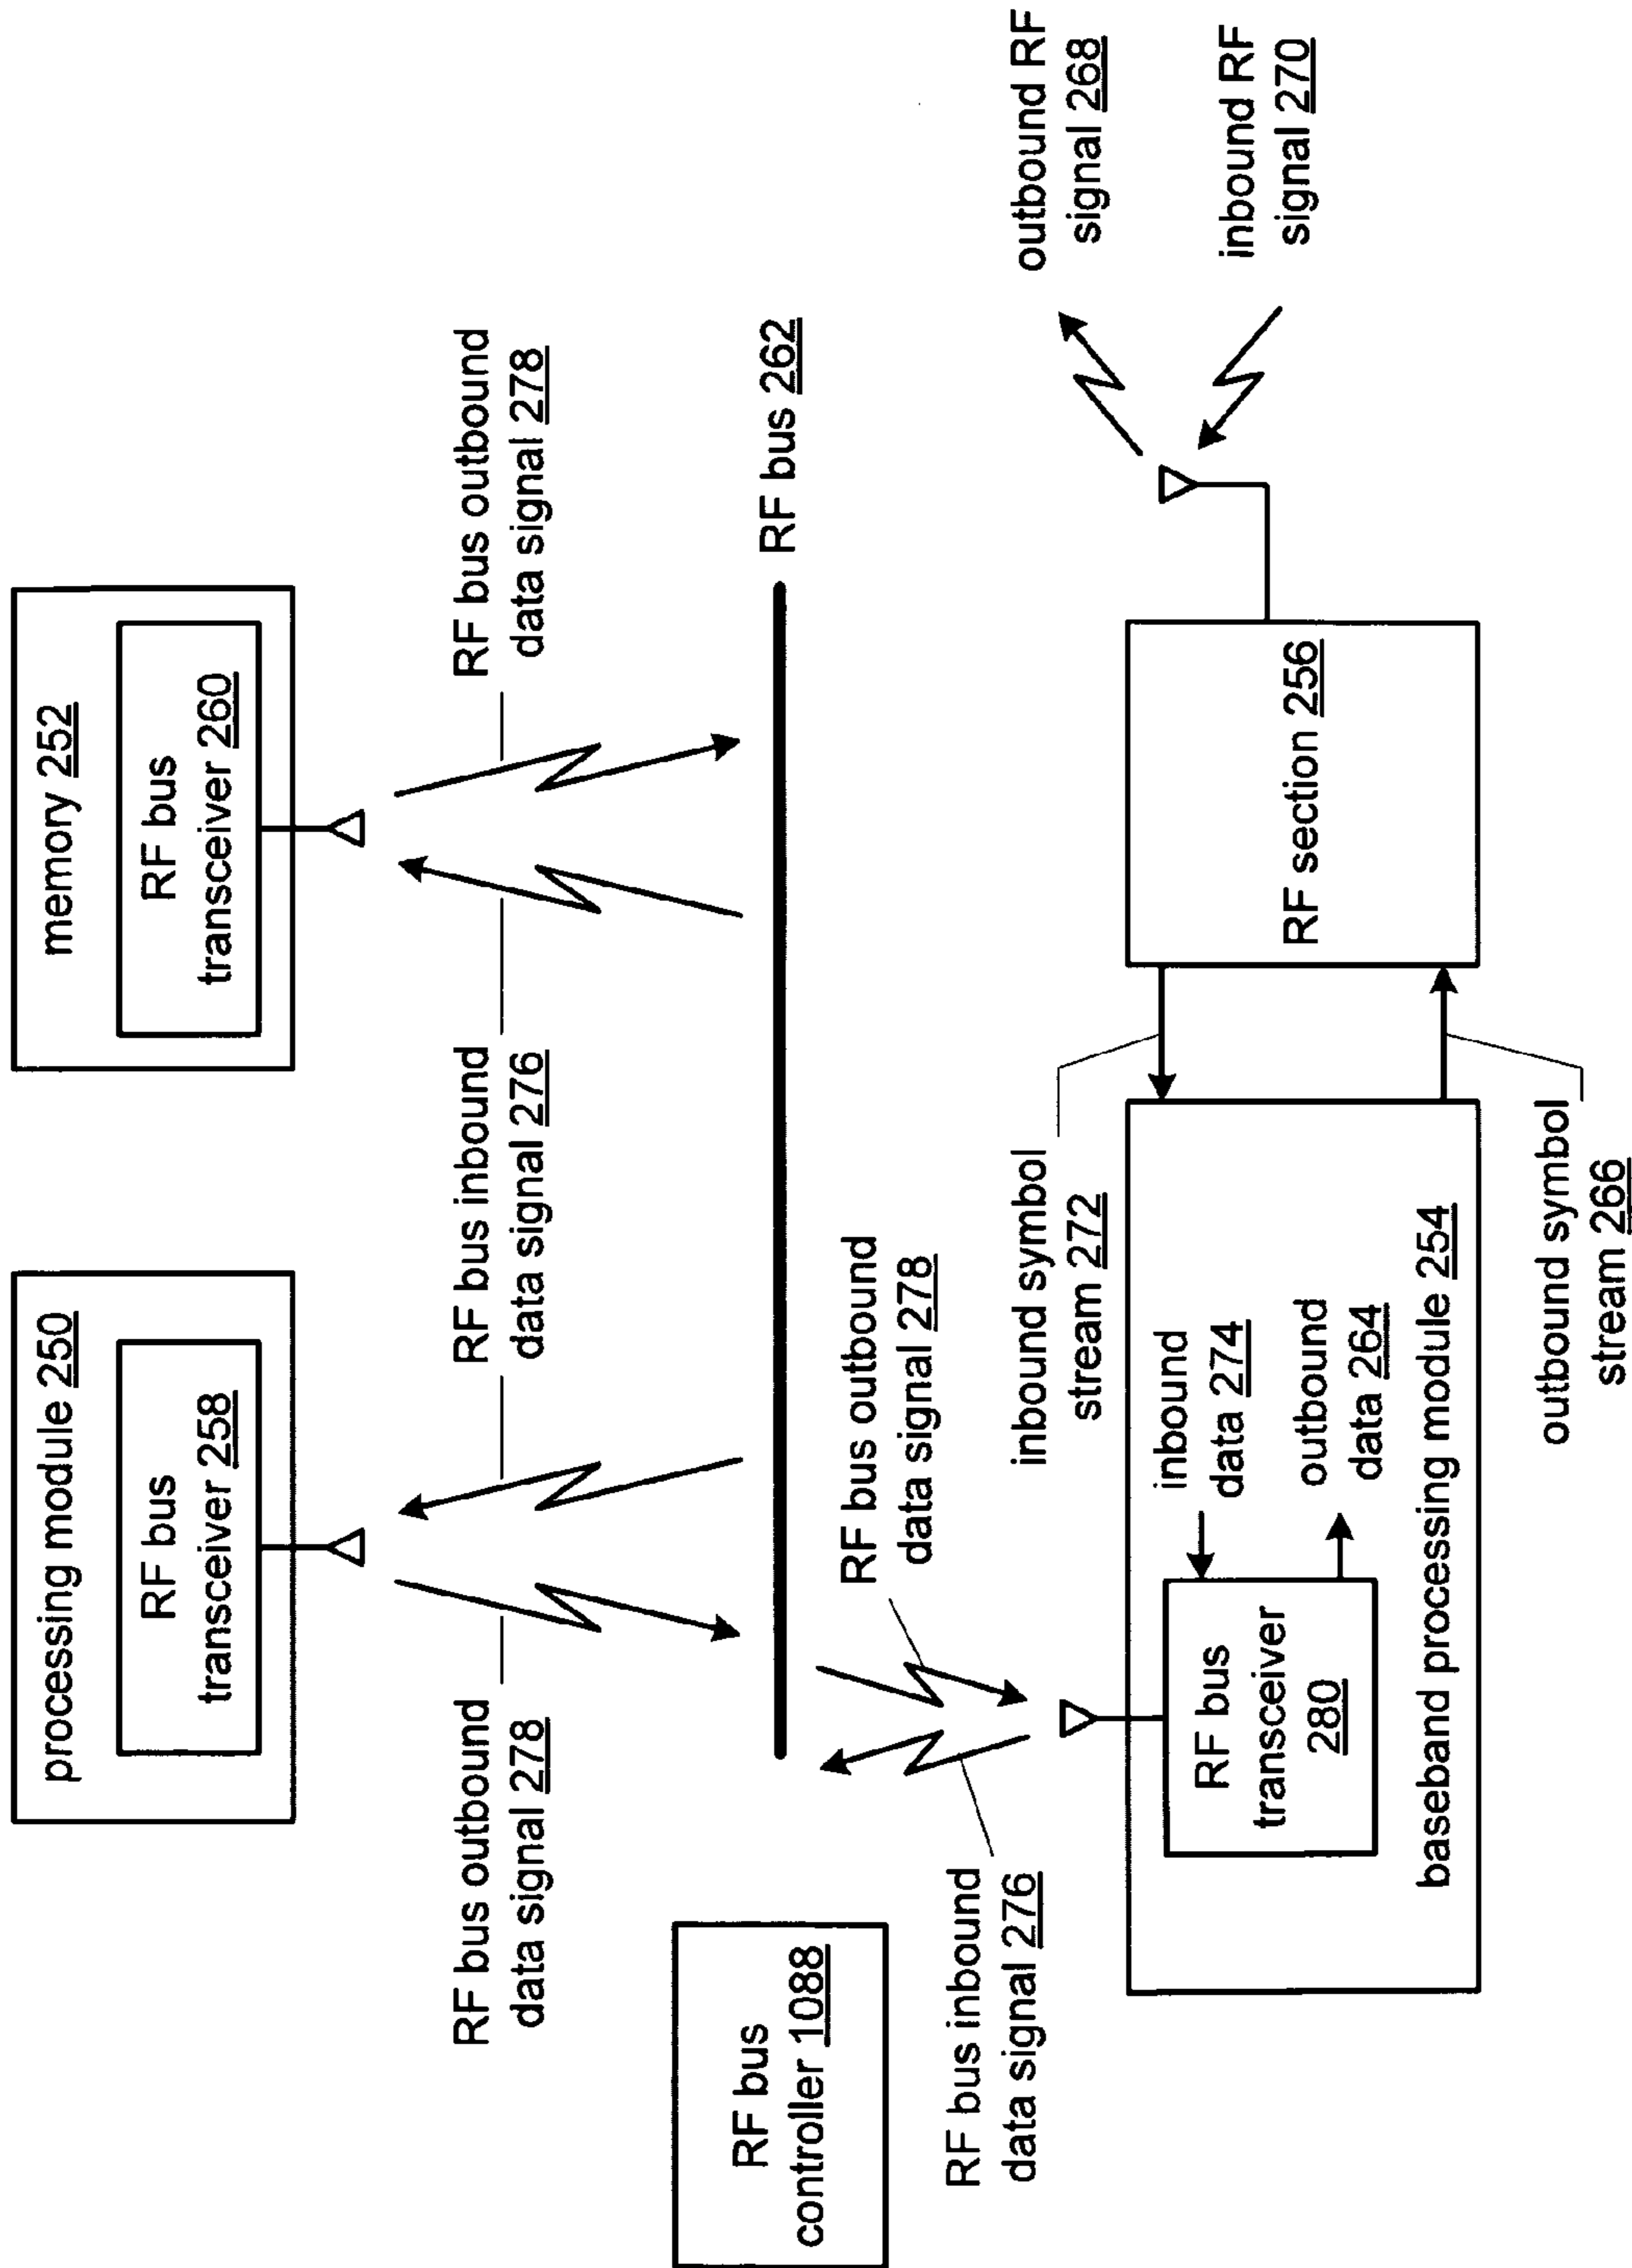 processing module 250
RF bus
transceiver 258
memory 252
RF bus
transceiver 260
RF bus outbound
data signal 278
RF bus inbound
data signal 276
RF bus outbound
data signal 278
RF bus 262
RF bus
controller 1088
RF bus outbound
data signal 278
RF bus inbound
data signal 276
outbound RF
signal 268
inbound RF
signal 270
inbound symbol
stream 272
RF bus
transceiver
280
inbound
data 274
outbound
data 264
baseband processing module 254
RF section 256
outbound symbol
stream 266